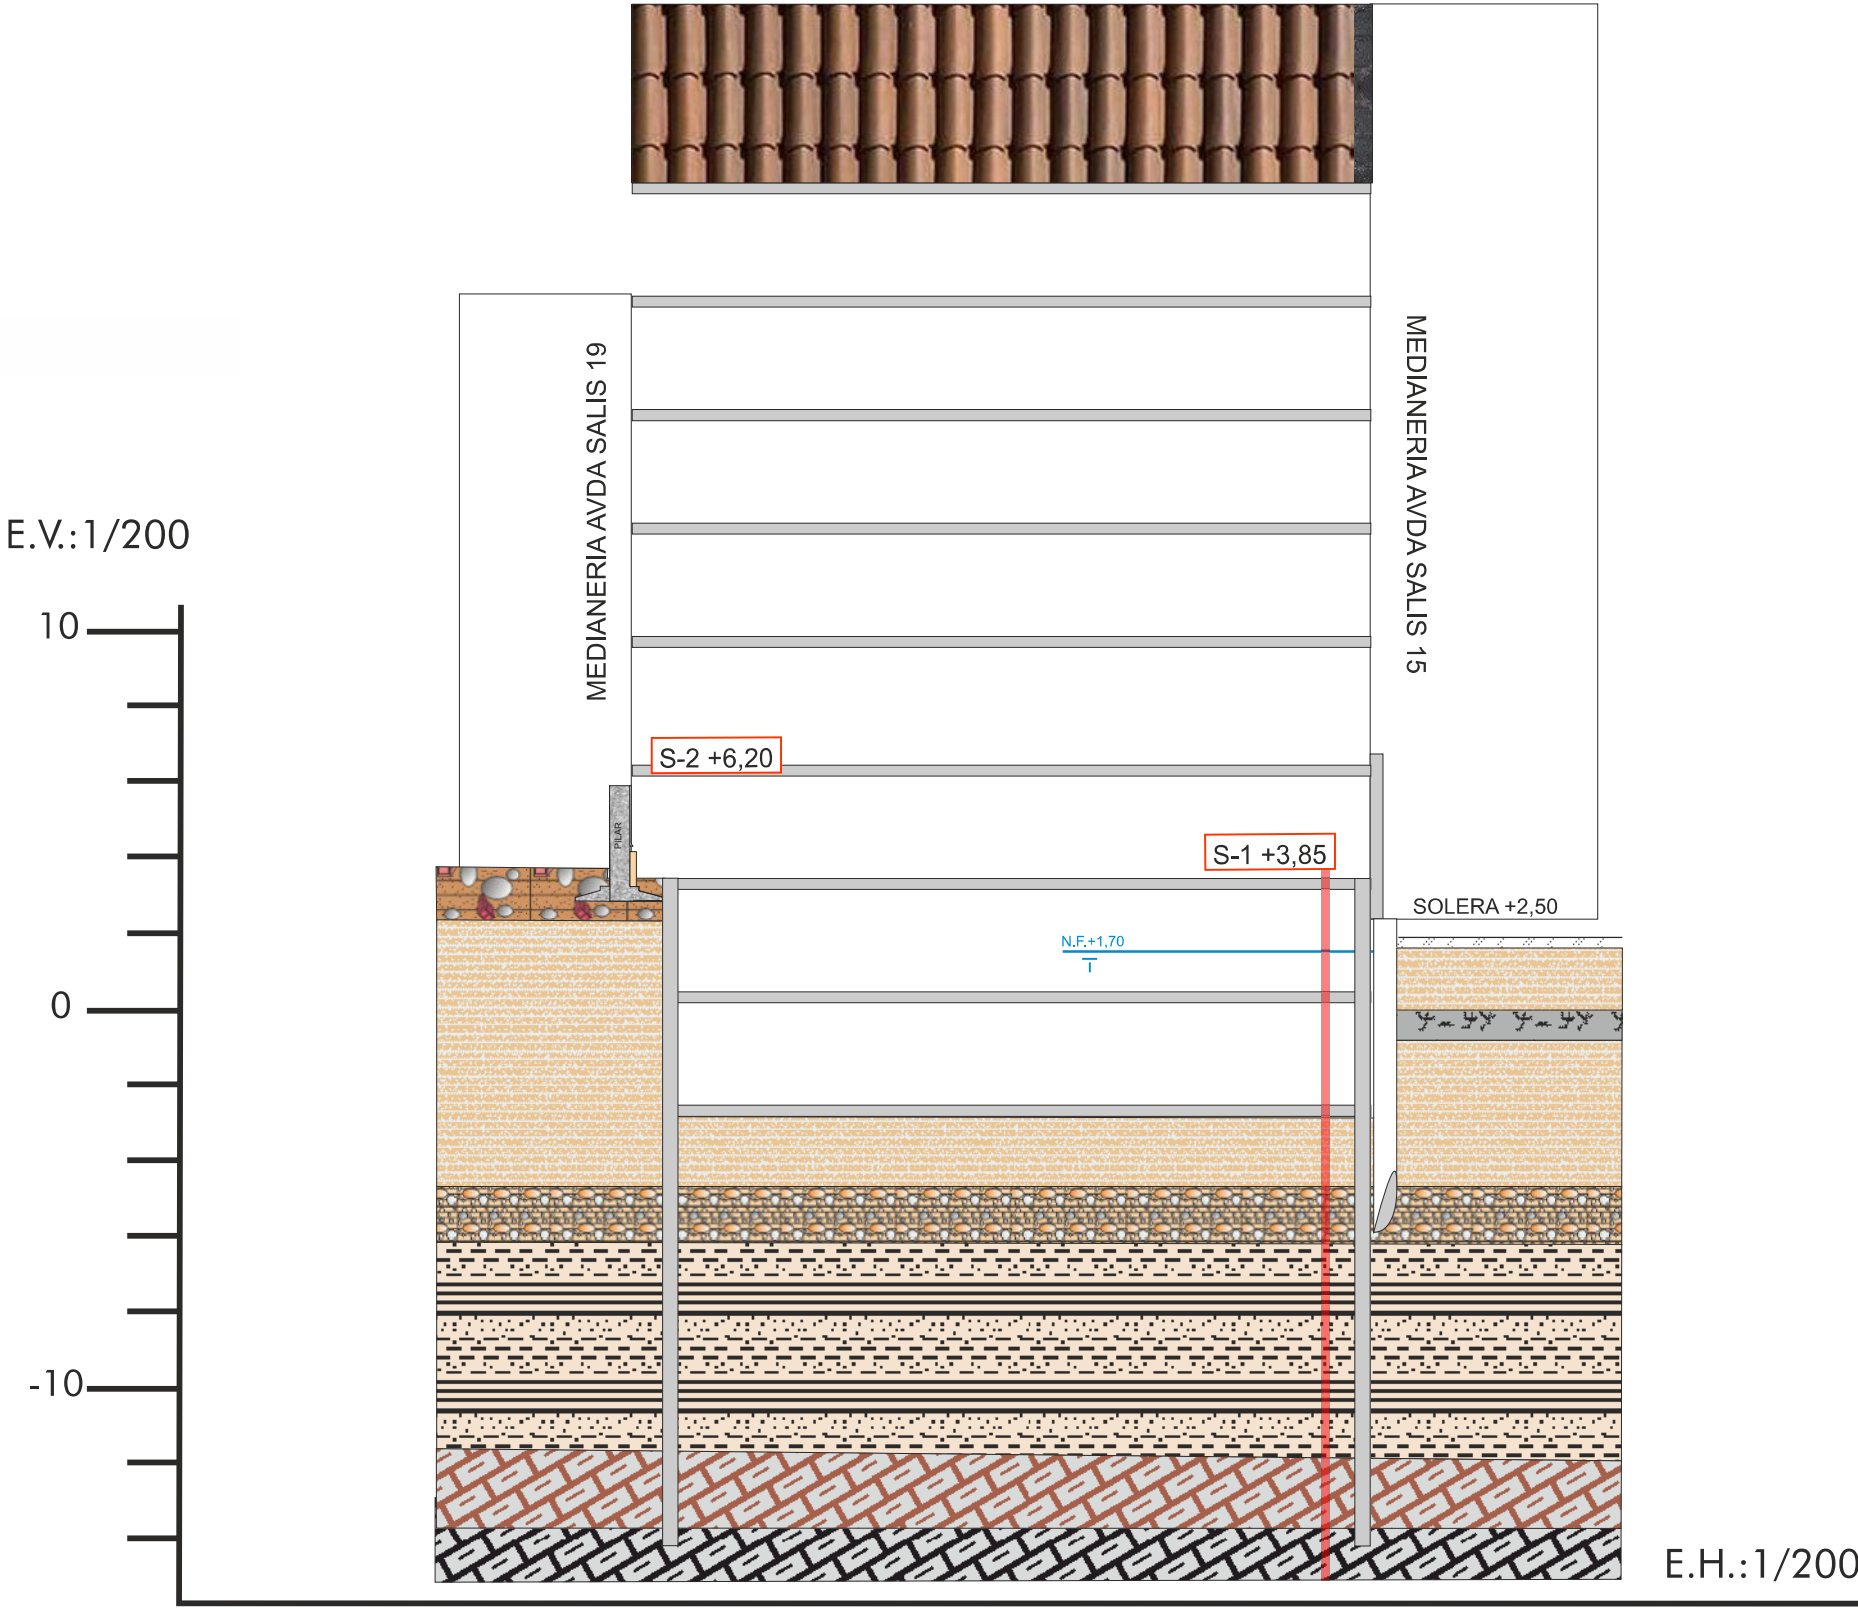 MEDIANERIA AVDA SALIS 19
MEDIANERIA AVDA SALIS 15
E.V.:1/200
10
S-2 +6,20
PILAR
S-1 +3,85
SOLERA +2,50
N.F.+1,70
0
-10
E.H.:1/200